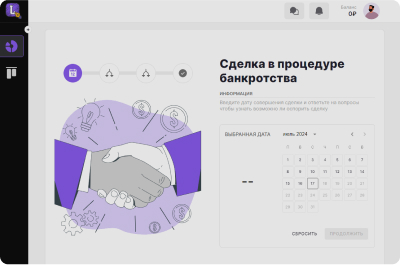 Баланс
0₽
Сделка в процедуре
банкротства
ИНФОРМАЦИЯ
Введите дату совершения сделки и ответьте на вопросы
чтобы узнать возможно ли оспорить сделку
ВЫБРАННАЯ ДАТА
июль, 2024
--
1 2 3 4 5 6 7
8 9 10 11 12 13 14
15 16 17 18 19 20 21
22 23 24 25 26 27 28
29 30 31
СБРОСИТЬ
ПРОДОЛЖИТЬ